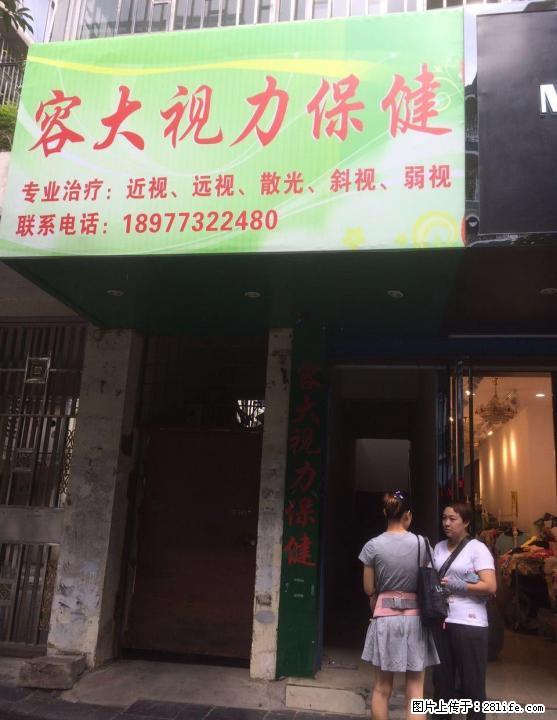 容大视力保健
专业治疗：近视、远视、散光、斜视、弱视
联系电话：18977322480
M
容大视力保健
图片上传于：281life.com